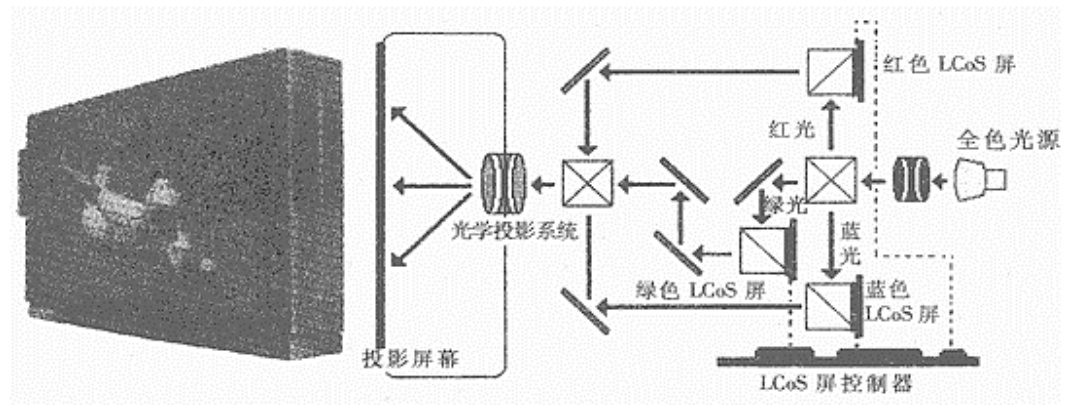 红色 LCoS 屏
红光
全色光源
绿光
光学投影系统
蓝
光
绿色 LCoS 屏
蓝色
LCoS 屏
投影屏幕
LCoS 屏控制器